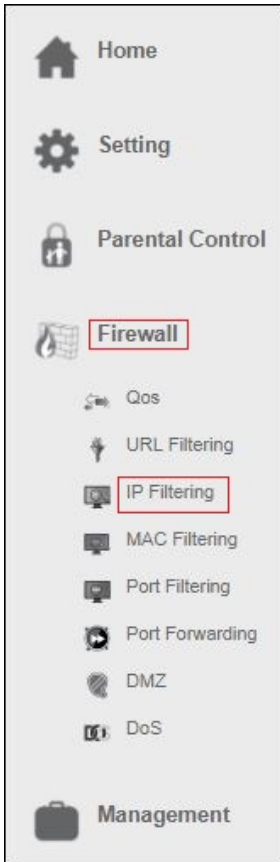 Home
Setting
Parental Control
Firewall
Qos
URL Filtering
IP Filtering
MAC Filtering
Port Filtering
Port Forwarding
DMZ
DoS
Management